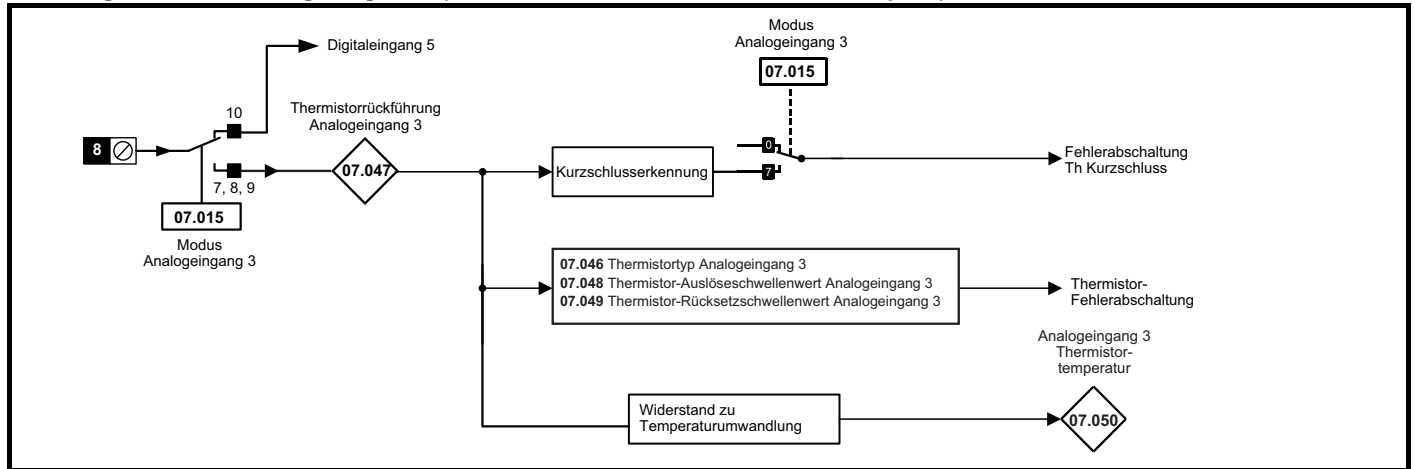 Digitaleingang 5
10
8
Thermistorrückführung
Analogeingang 3
07.047
7, 8, 9
07.015
Modus
Analogeingang 3
Modus
Analogeingang 3
07.015
Kurzschlusserkennung
0
7
Fehlerabschaltung
Th Kurzschluss
07.046 Thermistortyp Analogeingang 3
07.048 Thermistor-Auslöseschwellenwert Analogeingang 3
07.049 Thermistor-Rücksetzschwellenwert Analogeingang 3
Thermistor-
Fehlerabschaltung
Analogeingang 3
Thermistor-
temperatur
07.050
Widerstand zu
Temperaturumwandlung